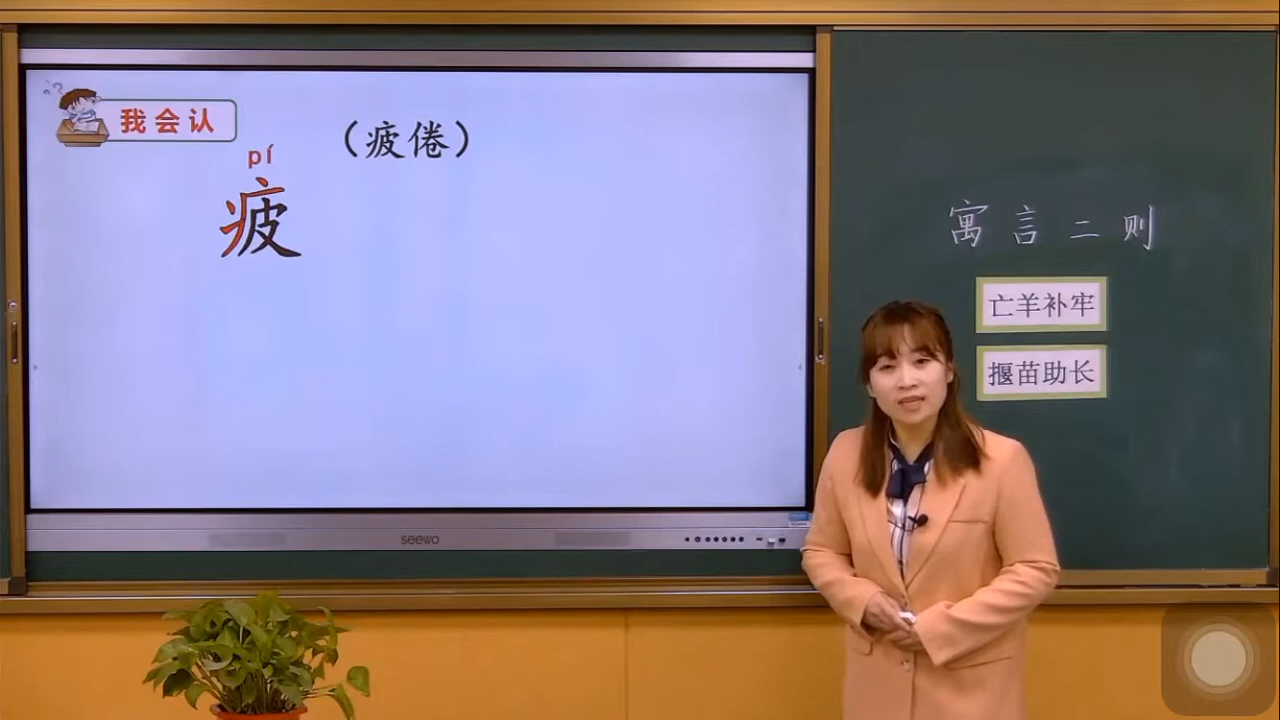 我会认
pí
（疲倦）
疲
seewo
寓言二则
亡羊补牢
揠苗助长